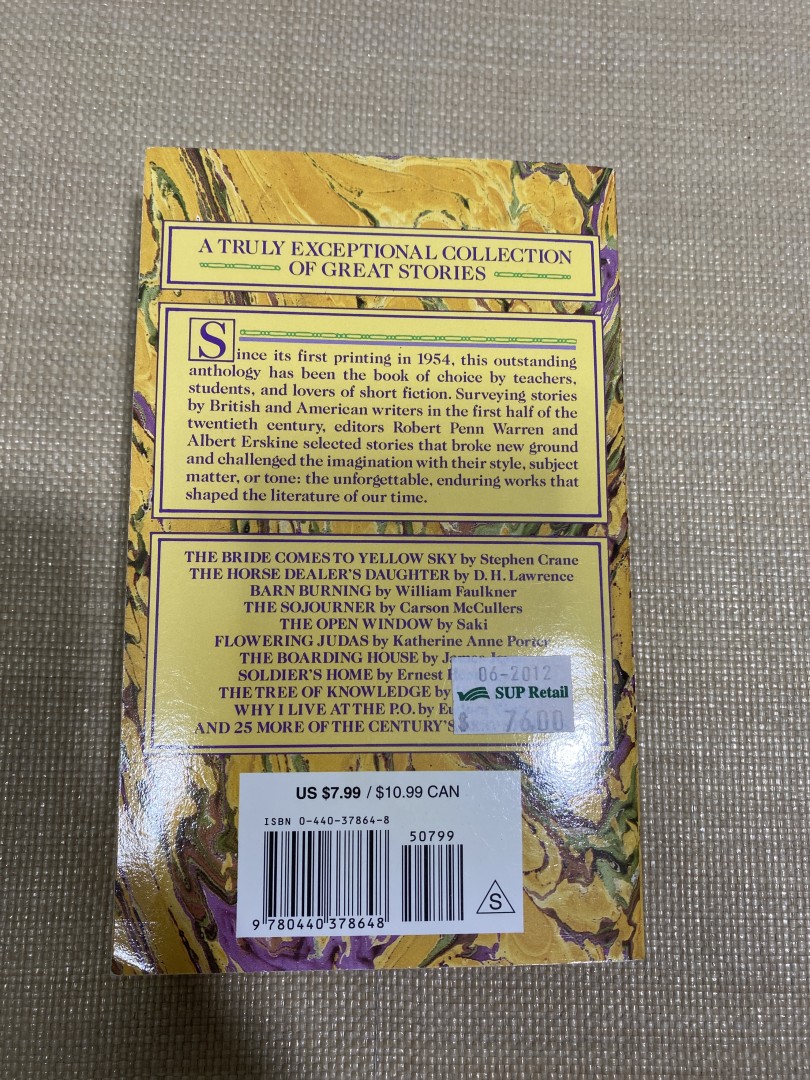 A TRULY EXCEPTIONAL COLLECTION
OF GREAT STORIES
Since its first printing in 1954, this outstanding
anthology has been the book of choice by teachers,
students, and lovers of short fiction. Surveying stories
by British and American writers in the first half of the
twentieth century, editors Robert Penn Warren and
Albert Erskine selected stories that broke new ground
and challenged the imagination with their style, subject
matter, or tone: the unforgettable, enduring works that
shaped the literature of our time.
THE BRIDE COMES TO YELLOW SKY by Stephen Crane
THE HORSE DEALER'S DAUGHTER by D. H. Lawrence
BARN BURNING by William Faulkner
THE SOJOURNER by Carson McCullers
THE OPEN WINDOW by Saki
FLOWERING JUDAS by Katherine Anne Porter
THE BOARDING HOUSE by James
SOLDIER'S HOME by Ernest
THE TREE OF KNOWLEDGE by
WHY I LIVE AT THE P.O. by
AND 25 MORE OF THE CENTURY'S
06-2012
SUP Retail
$ 76.00
US $7.99 / $10.99 CAN
ISBN 0-440-37864-8
50799
9 780440 378648
S